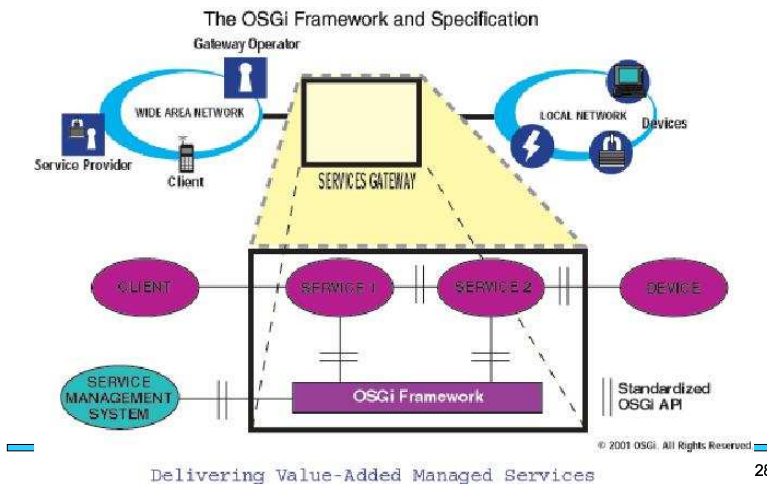 The OSGi Framework and Specification
Gateway Operator
WIDE AREA NETWORK
LOCAL NETWORK
Devices
Service Provider
Client
SERVICES GATEWAY
CLIENT
SERVICE 1
SERVICE 2
DEVICE
SERVICE
MANAGEMENT
SYSTEM
OSGi Framework
Standardized
OSGi API
© 2001 OSGi. All Rights Reserved
Delivering Value-Added Managed Services
28